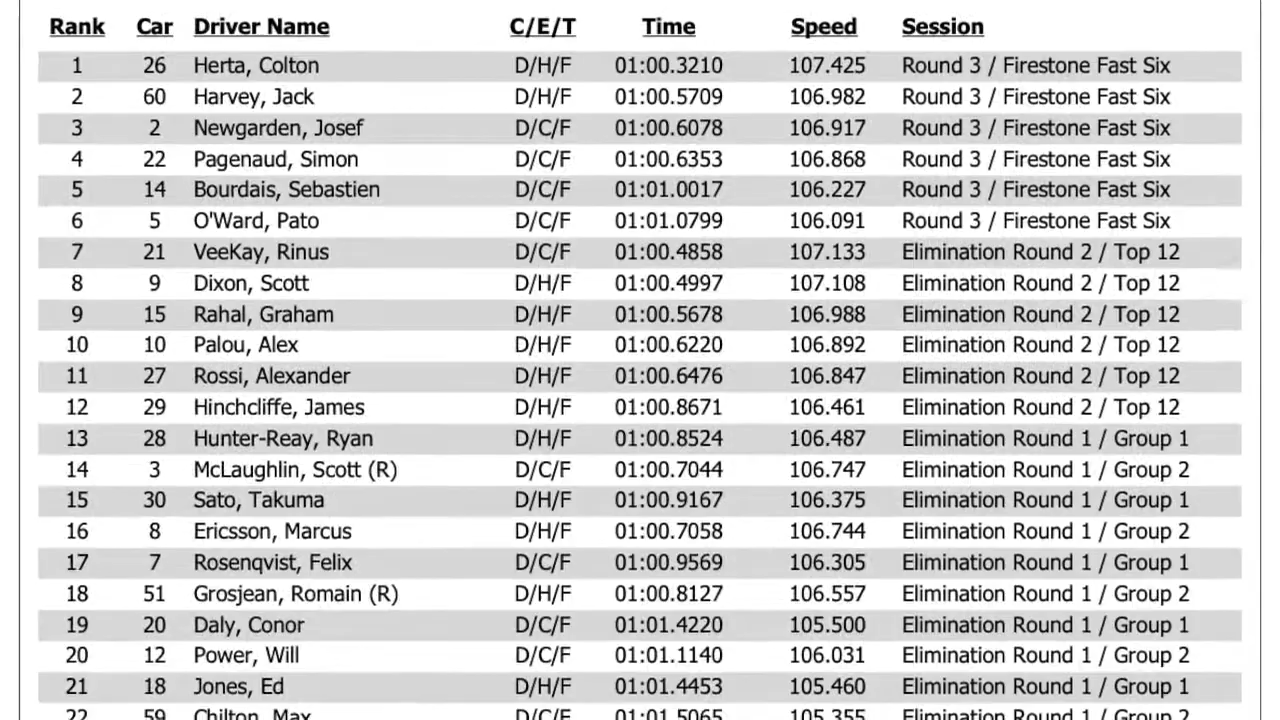 Rank Car Driver Name C/E/T Time Speed Session
1 26 Herta, Colton D/H/F 01:00.3210 107.425 Round 3 / Firestone Fast Six
2 60 Harvey, Jack D/H/F 01:00.5709 106.982 Round 3 / Firestone Fast Six
3 2 Newgarden, Josef D/C/F 01:00.6078 106.917 Round 3 / Firestone Fast Six
4 22 Pagenaud, Simon D/C/F 01:00.6353 106.868 Round 3 / Firestone Fast Six
5 14 Bourdais, Sebastien D/C/F 01:01.0017 106.227 Round 3 / Firestone Fast Six
6 5 O'Ward, Pato D/C/F 01:01.0799 106.091 Round 3 / Firestone Fast Six
7 21 VeeKay, Rinus D/C/F 01:00.4858 107.133 Elimination Round 2 / Top 12
8 9 Dixon, Scott D/H/F 01:00.4997 107.108 Elimination Round 2 / Top 12
9 15 Rahal, Graham D/H/F 01:00.5678 106.988 Elimination Round 2 / Top 12
10 10 Palou, Alex D/H/F 01:00.6220 106.892 Elimination Round 2 / Top 12
11 27 Rossi, Alexander D/H/F 01:00.6476 106.847 Elimination Round 2 / Top 12
12 29 Hinchcliffe, James D/H/F 01:00.8671 106.461 Elimination Round 2 / Top 12
13 28 Hunter-Reay, Ryan D/H/F 01:00.8524 106.487 Elimination Round 1 / Group 1
14 3 McLaughlin, Scott (R) D/C/F 01:00.7044 106.747 Elimination Round 1 / Group 2
15 30 Sato, Takuma D/H/F 01:00.9167 106.375 Elimination Round 1 / Group 1
16 8 Ericsson, Marcus D/H/F 01:00.7058 106.744 Elimination Round 1 / Group 2
17 7 Rosenqvist, Felix D/C/F 01:00.9569 106.305 Elimination Round 1 / Group 1
18 51 Grosjean, Romain (R) D/H/F 01:00.8127 106.557 Elimination Round 1 / Group 2
19 20 Daly, Conor D/C/F 01:01.4220 105.500 Elimination Round 1 / Group 1
20 12 Power, Will D/C/F 01:01.1140 106.031 Elimination Round 1 / Group 2
21 18 Jones, Ed D/H/F 01:01.4453 105.460 Elimination Round 1 / Group 1
22 59 Chilton, Max D/C/F 01:01.5065 105.355 Elimination Round 1 / Group 2